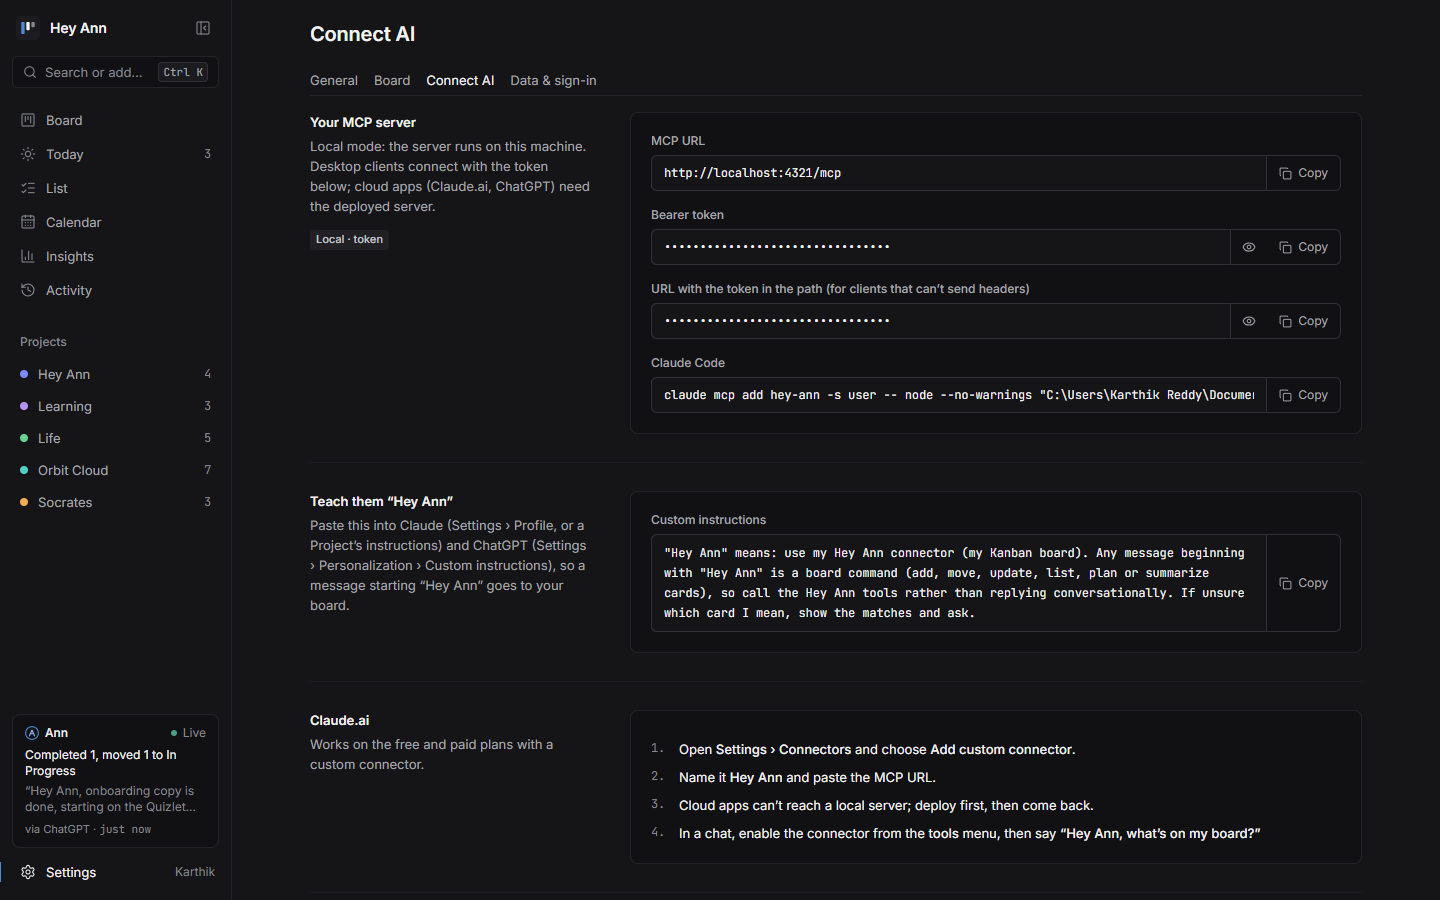 Hey Ann
Search or add...
Ctrl K
Board
Today 3
List
Calendar
Insights
Activity
Projects
Hey Ann 4
Learning 3
Life 5
Orbit Cloud 7
Socrates 3
Ann
Live
Completed 1, moved 1 to In
Progress
“Hey Ann, onboarding copy is
done, starting on the Quizlet...
via ChatGPT · just now
Settings
Karthik
Connect AI
General
Board
Connect AI
Data & sign-in
Your MCP server
Local mode: the server runs on this machine.
Desktop clients connect with the token
below; cloud apps (Claude.ai, ChatGPT) need
the deployed server.
Local · token
MCP URL
http://localhost:4321/mcp
Copy
Bearer token
••••••••••••••••••••••••••••••••
Copy
URL with the token in the path (for clients that can’t send headers)
••••••••••••••••••••••••••••••••
Copy
Claude Code
claude mcp add hey-ann -s user -- node --no-warnings "C:\Users\Karthik Reddy\Documen
Copy
Teach them “Hey Ann”
Paste this into Claude (Settings › Profile, or a
Project’s instructions) and ChatGPT (Settings
› Personalization › Custom instructions), so a
message starting “Hey Ann” goes to your
board.
Custom instructions
"Hey Ann" means: use my Hey Ann connector (my Kanban board). Any message beginning
with "Hey Ann" is a board command (add, move, update, list, plan or summarize
cards), so call the Hey Ann tools rather than replying conversationally. If unsure
which card I mean, show the matches and ask.
Copy
Claude.ai
Works on the free and paid plans with a
custom connector.
1. Open Settings › Connectors and choose Add custom connector.
2. Name it Hey Ann and paste the MCP URL.
3. Cloud apps can’t reach a local server; deploy first, then come back.
4. In a chat, enable the connector from the tools menu, then say “Hey Ann, what’s on my board?”